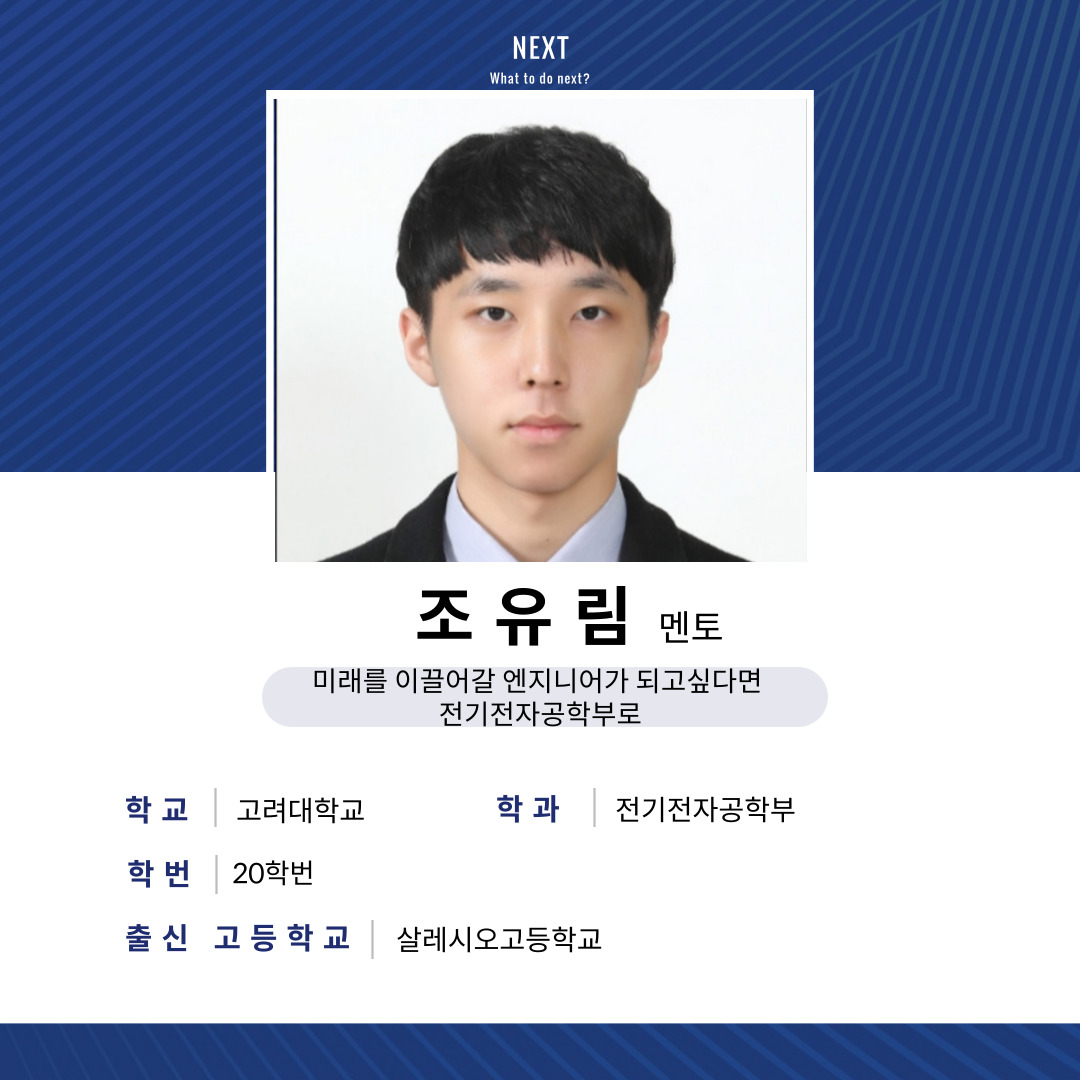 NEXT
What to do next?
조유림 멘토
미래를 이끌어갈 엔지니어가 되고싶다면
전기전자공학부로
학교 고려대학교 학과 전기전자공학부
학번 20학번
출신 고등학교 살레시오고등학교